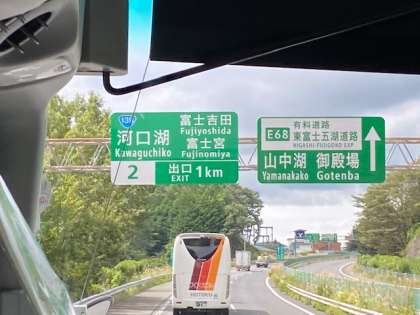 139
河口湖
Kawaguchiko
富士吉田
Fujiyoshida
富士宮
Fujinomiya
2
出口
EXIT
1km
E68
有料道路
東富士五湖道路
HIGASHI-FUJIGOKO EXP
山中湖 御殿場
Yamanakako Gotenba